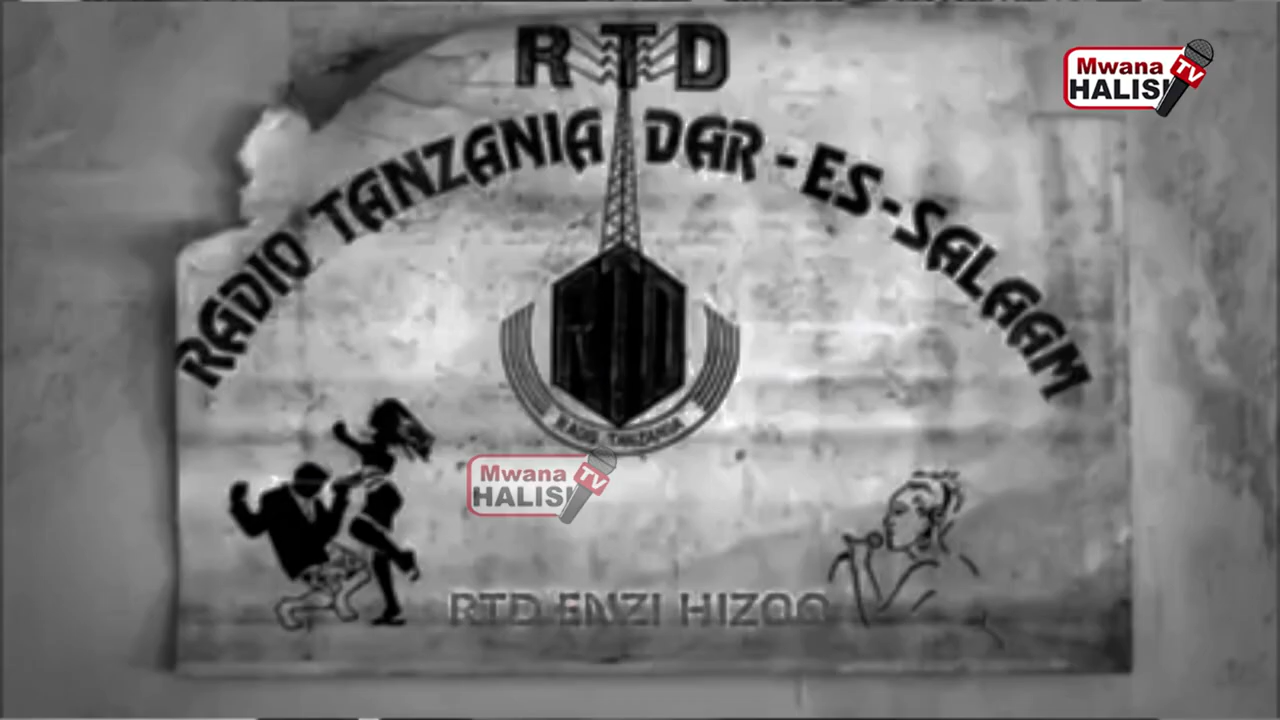 RTD
RADIO TANZANIA DAR-ES-SALAAM
RTD
RADIO TANZANIA
RTD ENZI HIZOO
Mwana
HALISI
TV
Mwana
HALISI
TV